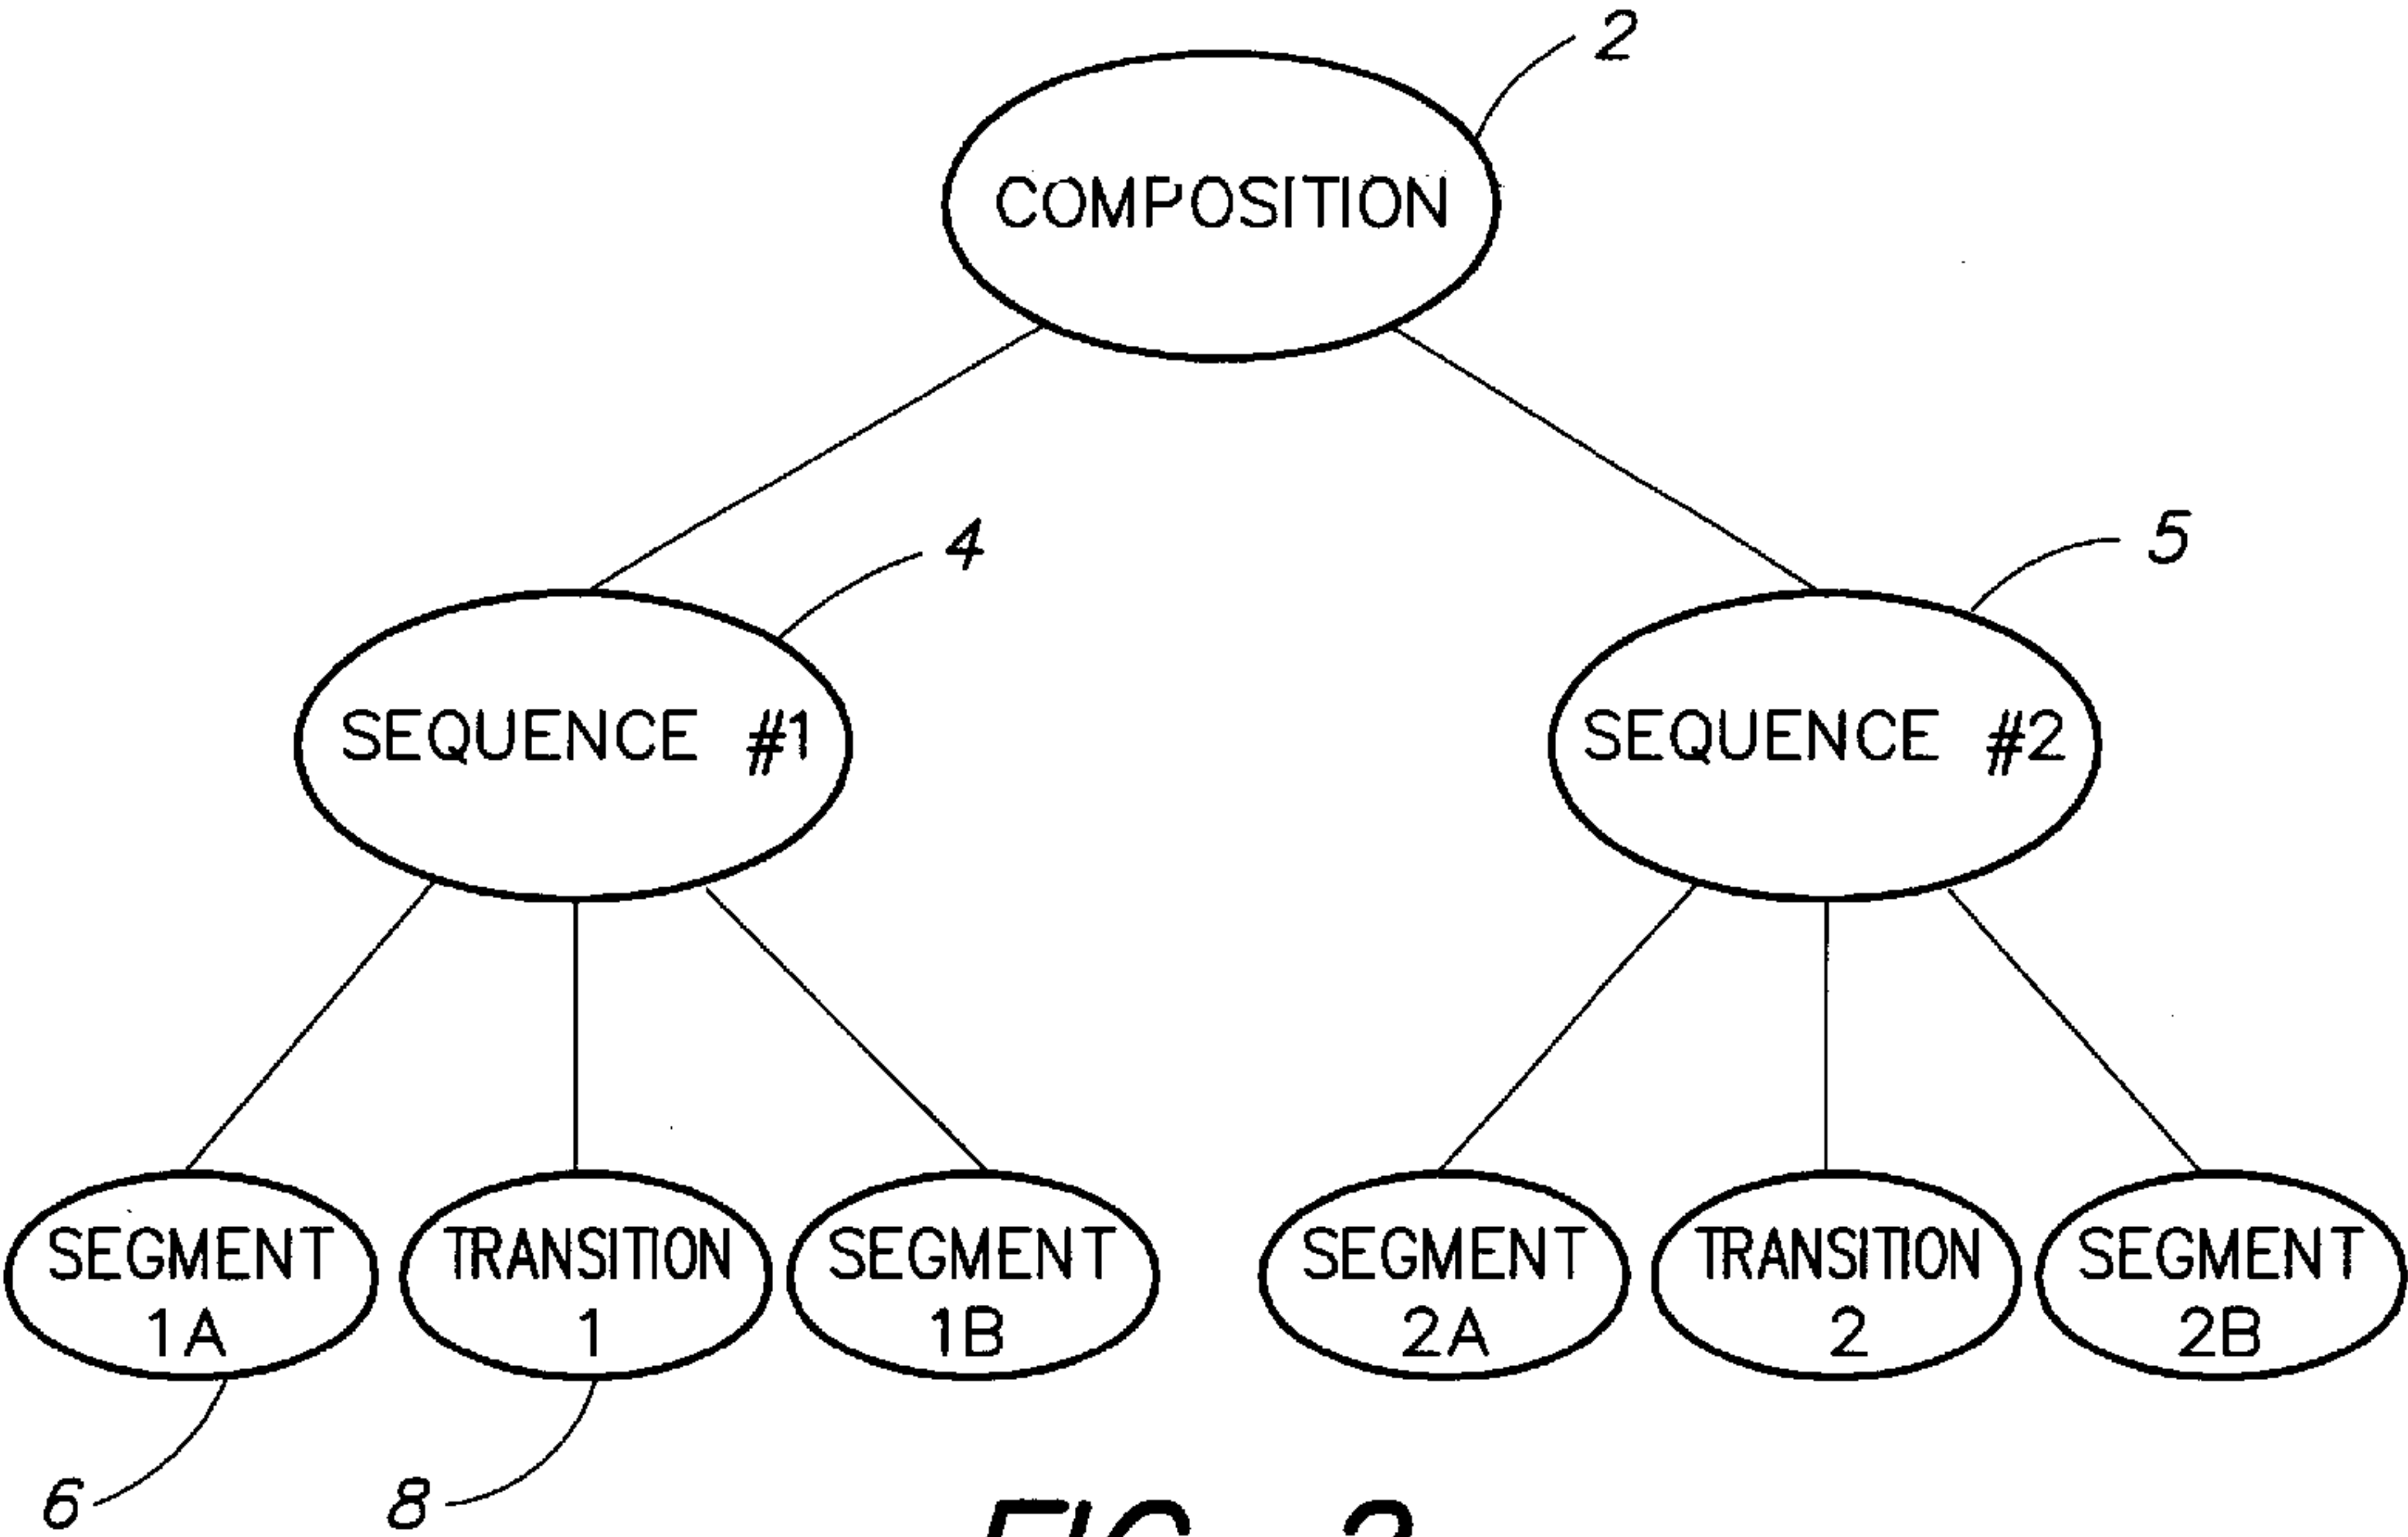 2
COMPOSITION
4
5
SEQUENCE #1
SEQUENCE #2
SEGMENT
1A
TRANSITION
1
SEGMENT
1B
SEGMENT
2A
TRANSITION
2
SEGMENT
2B
6
8